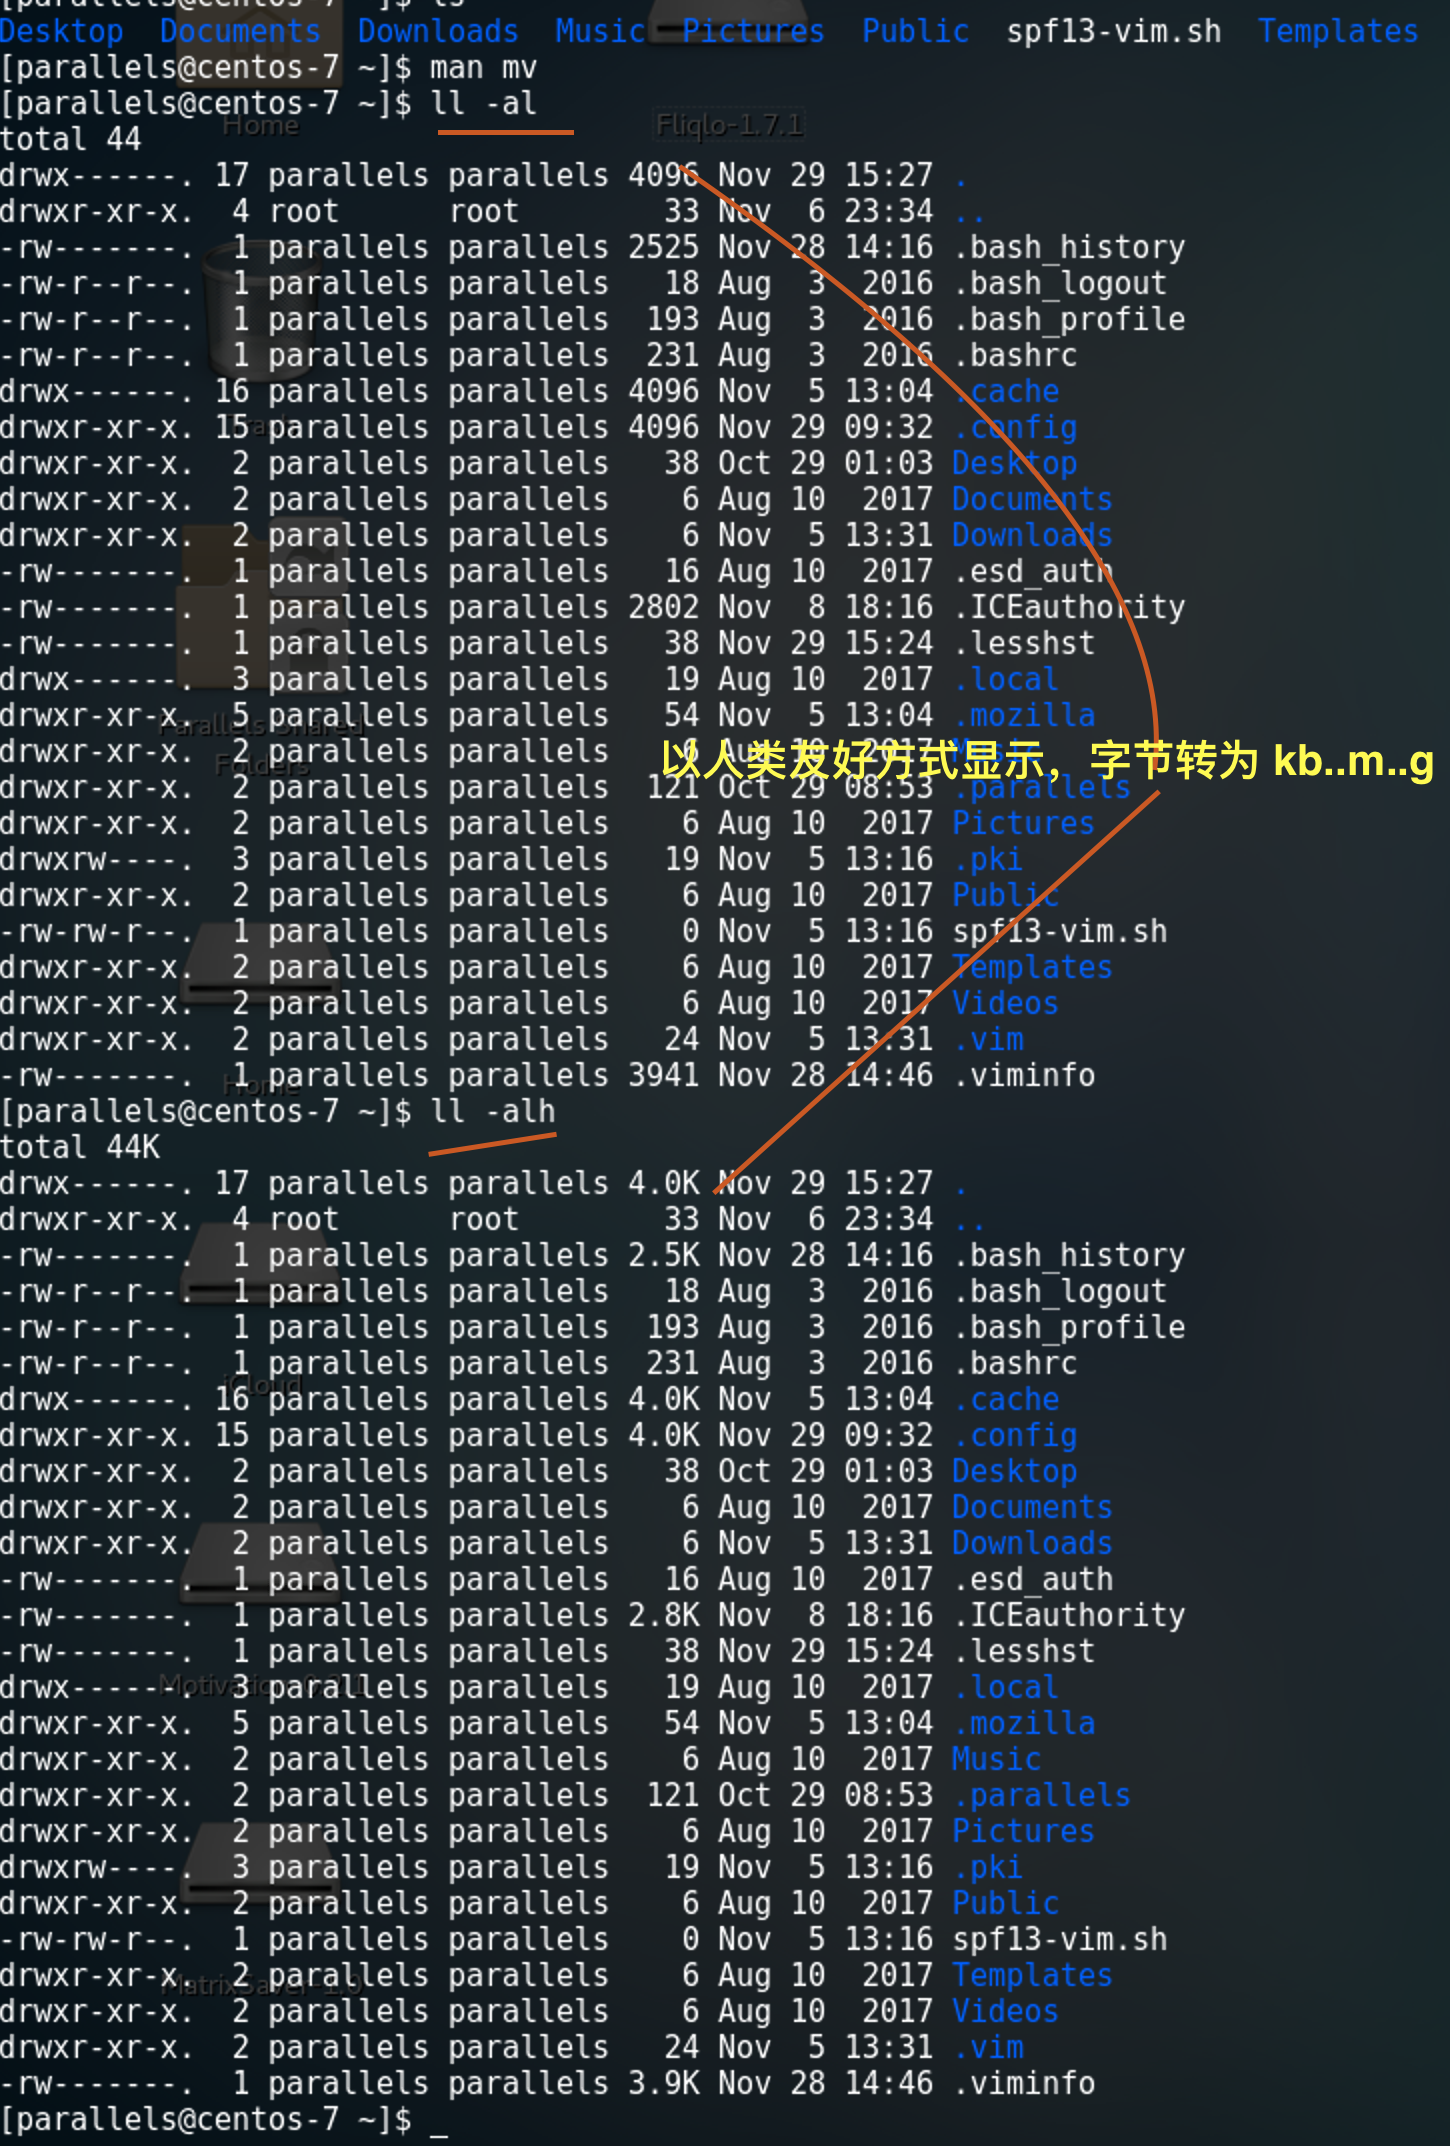 [parallels@centos-7 ~]$ ls
Desktop  Documents  Downloads  Music  Pictures  Public  spf13-vim.sh  Templates
[parallels@centos-7 ~]$ man mv
[parallels@centos-7 ~]$ ll -al
Home
Fliqlo-1.7.1
total 44
drwx------. 17 parallels parallels 4096 Nov 29 15:27 .
drwxr-xr-x.  4 root      root        33 Nov  6 23:34 ..
-rw-------.  1 parallels parallels 2525 Nov 28 14:16 .bash_history
-rw-r--r--.  1 parallels parallels   18 Aug  3  2016 .bash_logout
-rw-r--r--.  1 parallels parallels  193 Aug  3  2016 .bash_profile
-rw-r--r--.  1 parallels parallels  231 Aug  3  2016 .bashrc
drwx------. 16 parallels parallels 4096 Nov  5 13:04 .cache
Trash
drwxr-xr-x. 15 parallels parallels 4096 Nov 29 09:32 .config
drwxr-xr-x.  2 parallels parallels   38 Oct 29 01:03 Desktop
drwxr-xr-x.  2 parallels parallels    6 Aug 10  2017 Documents
drwxr-xr-x.  2 parallels parallels    6 Nov  5 13:31 Downloads
-rw-------.  1 parallels parallels   16 Aug 10  2017 .esd_auth
-rw-------.  1 parallels parallels 2802 Nov  8 18:16 .ICEauthority
-rw-------.  1 parallels parallels   38 Nov 29 15:24 .lesshst
drwx------.  3 parallels parallels   19 Aug 10  2017 .local
drwxr-xr-x.  5 parallels parallels   54 Nov  5 13:04 .mozilla
Parallels Shared
Folders
drwxr-xr-x.  2 parallels parallels    6 Aug 10  2017 Music
以人类友好方式显示，字节转为 kb..m..g
drwxr-xr-x.  2 parallels parallels  121 Oct 29 08:53 .parallels
drwxr-xr-x.  2 parallels parallels    6 Aug 10  2017 Pictures
drwxrw----.  3 parallels parallels   19 Nov  5 13:16 .pki
drwxr-xr-x.  2 parallels parallels    6 Aug 10  2017 Public
-rw-rw-r--.  1 parallels parallels    0 Nov  5 13:16 spf13-vim.sh
drwxr-xr-x.  2 parallels parallels    6 Aug 10  2017 Templates
drwxr-xr-x.  2 parallels parallels    6 Aug 10  2017 Videos
drwxr-xr-x.  2 parallels parallels   24 Nov  5 13:31 .vim
-rw-------.  1 parallels parallels 3941 Nov 28 14:46 .viminfo
Home
[parallels@centos-7 ~]$ ll -alh
total 44K
drwx------. 17 parallels parallels 4.0K Nov 29 15:27 .
drwxr-xr-x.  4 root      root        33 Nov  6 23:34 ..
-rw-------.  1 parallels parallels 2.5K Nov 28 14:16 .bash_history
-rw-r--r--.  1 parallels parallels   18 Aug  3  2016 .bash_logout
-rw-r--r--.  1 parallels parallels  193 Aug  3  2016 .bash_profile
-rw-r--r--.  1 parallels parallels  231 Aug  3  2016 .bashrc
iCloud
drwx------. 16 parallels parallels 4.0K Nov  5 13:04 .cache
drwxr-xr-x. 15 parallels parallels 4.0K Nov 29 09:32 .config
drwxr-xr-x.  2 parallels parallels   38 Oct 29 01:03 Desktop
drwxr-xr-x.  2 parallels parallels    6 Aug 10  2017 Documents
drwxr-xr-x.  2 parallels parallels    6 Nov  5 13:31 Downloads
-rw-------.  1 parallels parallels   16 Aug 10  2017 .esd_auth
-rw-------.  1 parallels parallels 2.8K Nov  8 18:16 .ICEauthority
-rw-------.  1 parallels parallels   38 Nov 29 15:24 .lesshst
drwx------.  3 parallels parallels   19 Aug 10  2017 .local
drwxr-xr-x.  5 parallels parallels   54 Nov  5 13:04 .mozilla
drwxr-xr-x.  2 parallels parallels    6 Aug 10  2017 Music
drwxr-xr-x.  2 parallels parallels  121 Oct 29 08:53 .parallels
drwxr-xr-x.  2 parallels parallels    6 Aug 10  2017 Pictures
drwxrw----.  3 parallels parallels   19 Nov  5 13:16 .pki
drwxr-xr-x.  2 parallels parallels    6 Aug 10  2017 Public
-rw-rw-r--.  1 parallels parallels    0 Nov  5 13:16 spf13-vim.sh
drwxr-xr-x.  2 parallels parallels    6 Aug 10  2017 Templates
MatrixSaver-1.0
drwxr-xr-x.  2 parallels parallels    6 Aug 10  2017 Videos
drwxr-xr-x.  2 parallels parallels   24 Nov  5 13:31 .vim
-rw-------.  1 parallels parallels 3.9K Nov 28 14:46 .viminfo
[parallels@centos-7 ~]$ _